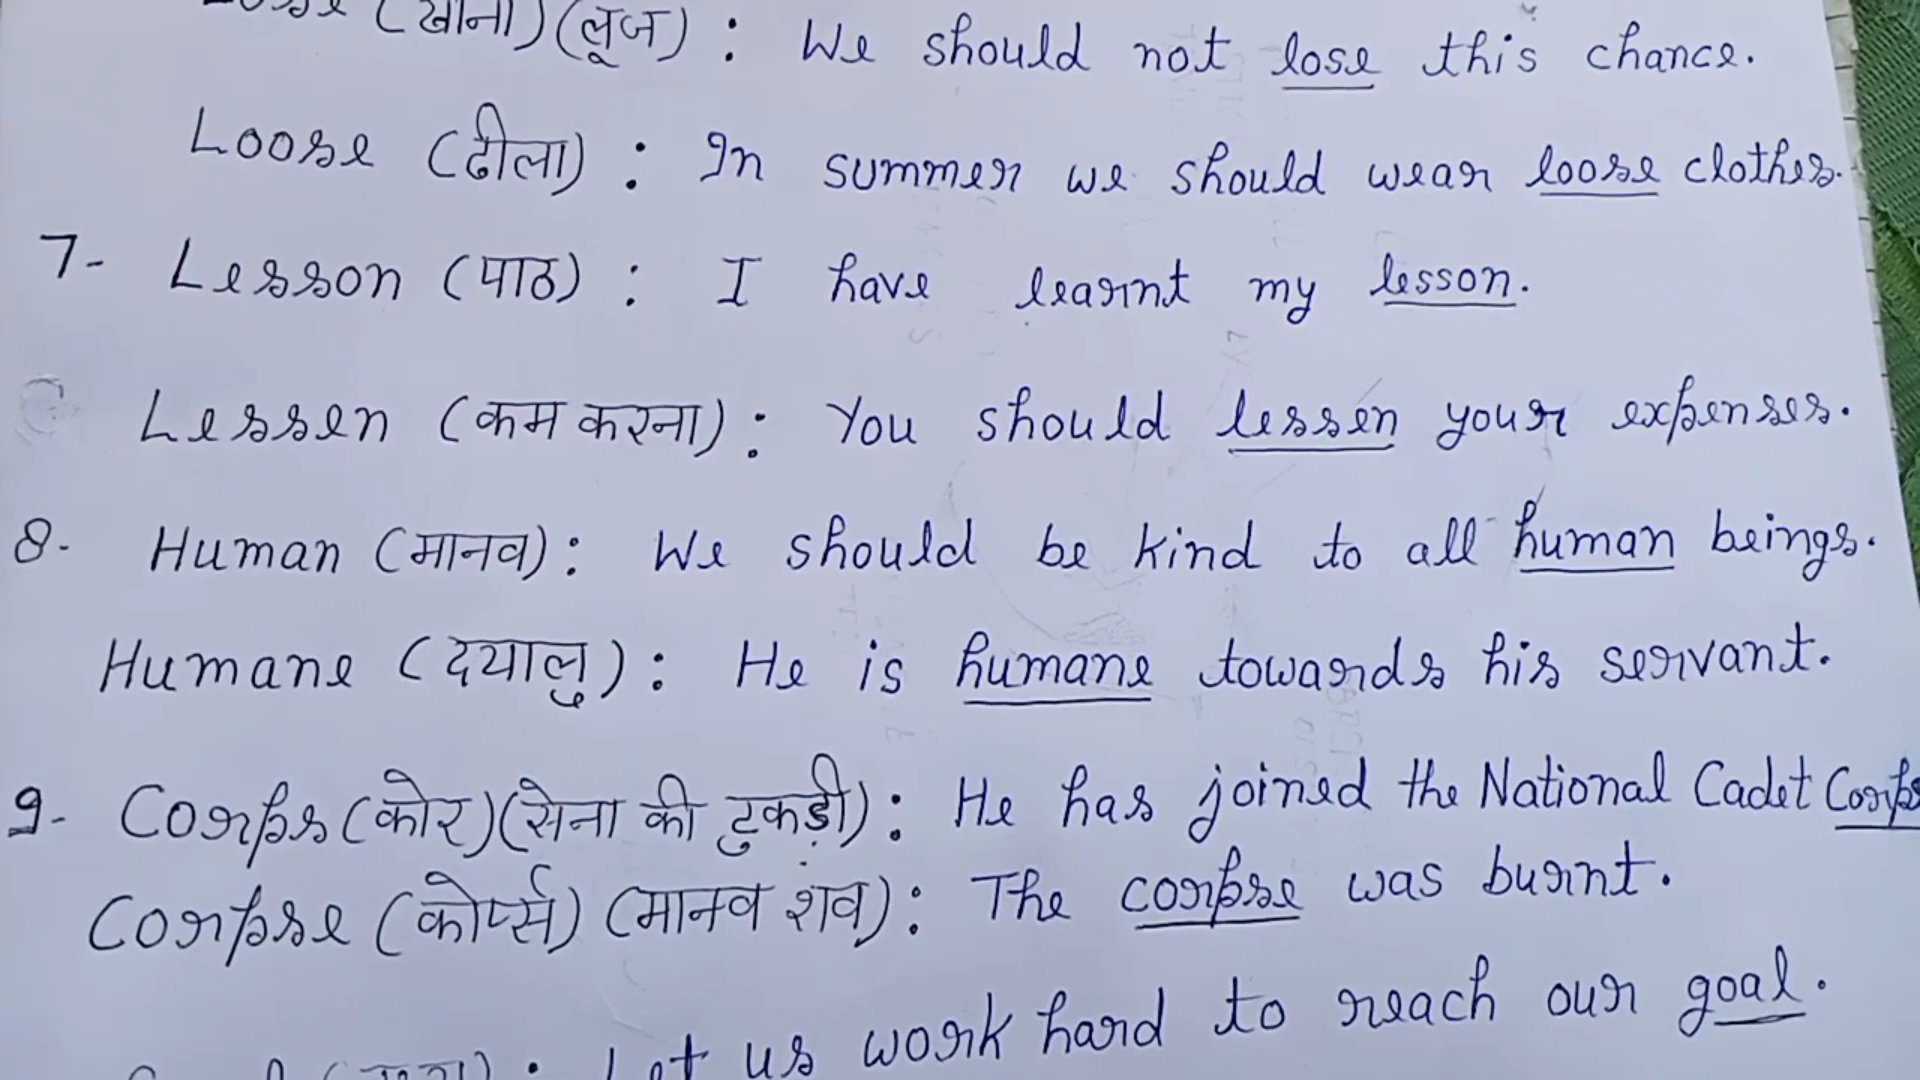 (खोना) (लूज) : We should not lose this chance.
Loose (ढीला) : In summer we should wear loose clothes.
7- Lesson (पाठ) : I have learnt my lesson.
Lessen (कम करना) : You should lessen your expenses.
8- Human (मानव) : We should be kind to all human beings.
Humane (दयालु) : He is humane towards his servant.
9- Corps (कोर) (सेना की टुकड़ी) : He has joined the National Cadet Corps
Corpse (कोर्प्स) (मानव शव) : The corpse was burnt.
: Let us work hard to reach our goal.